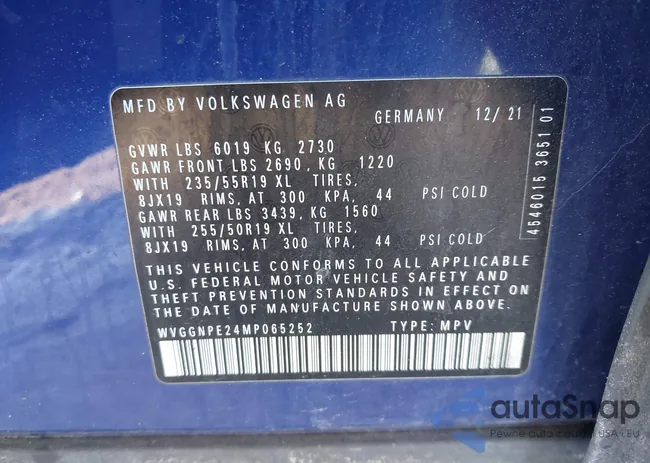 MFD BY VOLKSWAGEN AG
GERMANY 12/ 21
GVWR LBS 6019 KG 2730
GAWR FRONT LBS 2690 , KG 1220
WITH 235/55R19 XL TIRES,
8JX19 RIMS, AT 300 KPA, 44 PSI COLD
GAWR REAR LBS 3439, KG 1560
WITH 255/50R19 XL TIRES,
8JX19 RIMS, AT 300 KPA, 44 PSI COLD
THIS VEHICLE CONFORMS TO ALL APPLICABLE
U.S. FEDERAL MOTOR VEHICLE SAFETY AND
THEFT PREVENTION STANDARDS IN EFFECT ON
THE DATE OF MANUFACTURE SHOWN ABOVE.
WVGGNPE24MP065252 TYPE: MPV
4546015 3651 01
autoSnap
Pewne auto z USA i EU